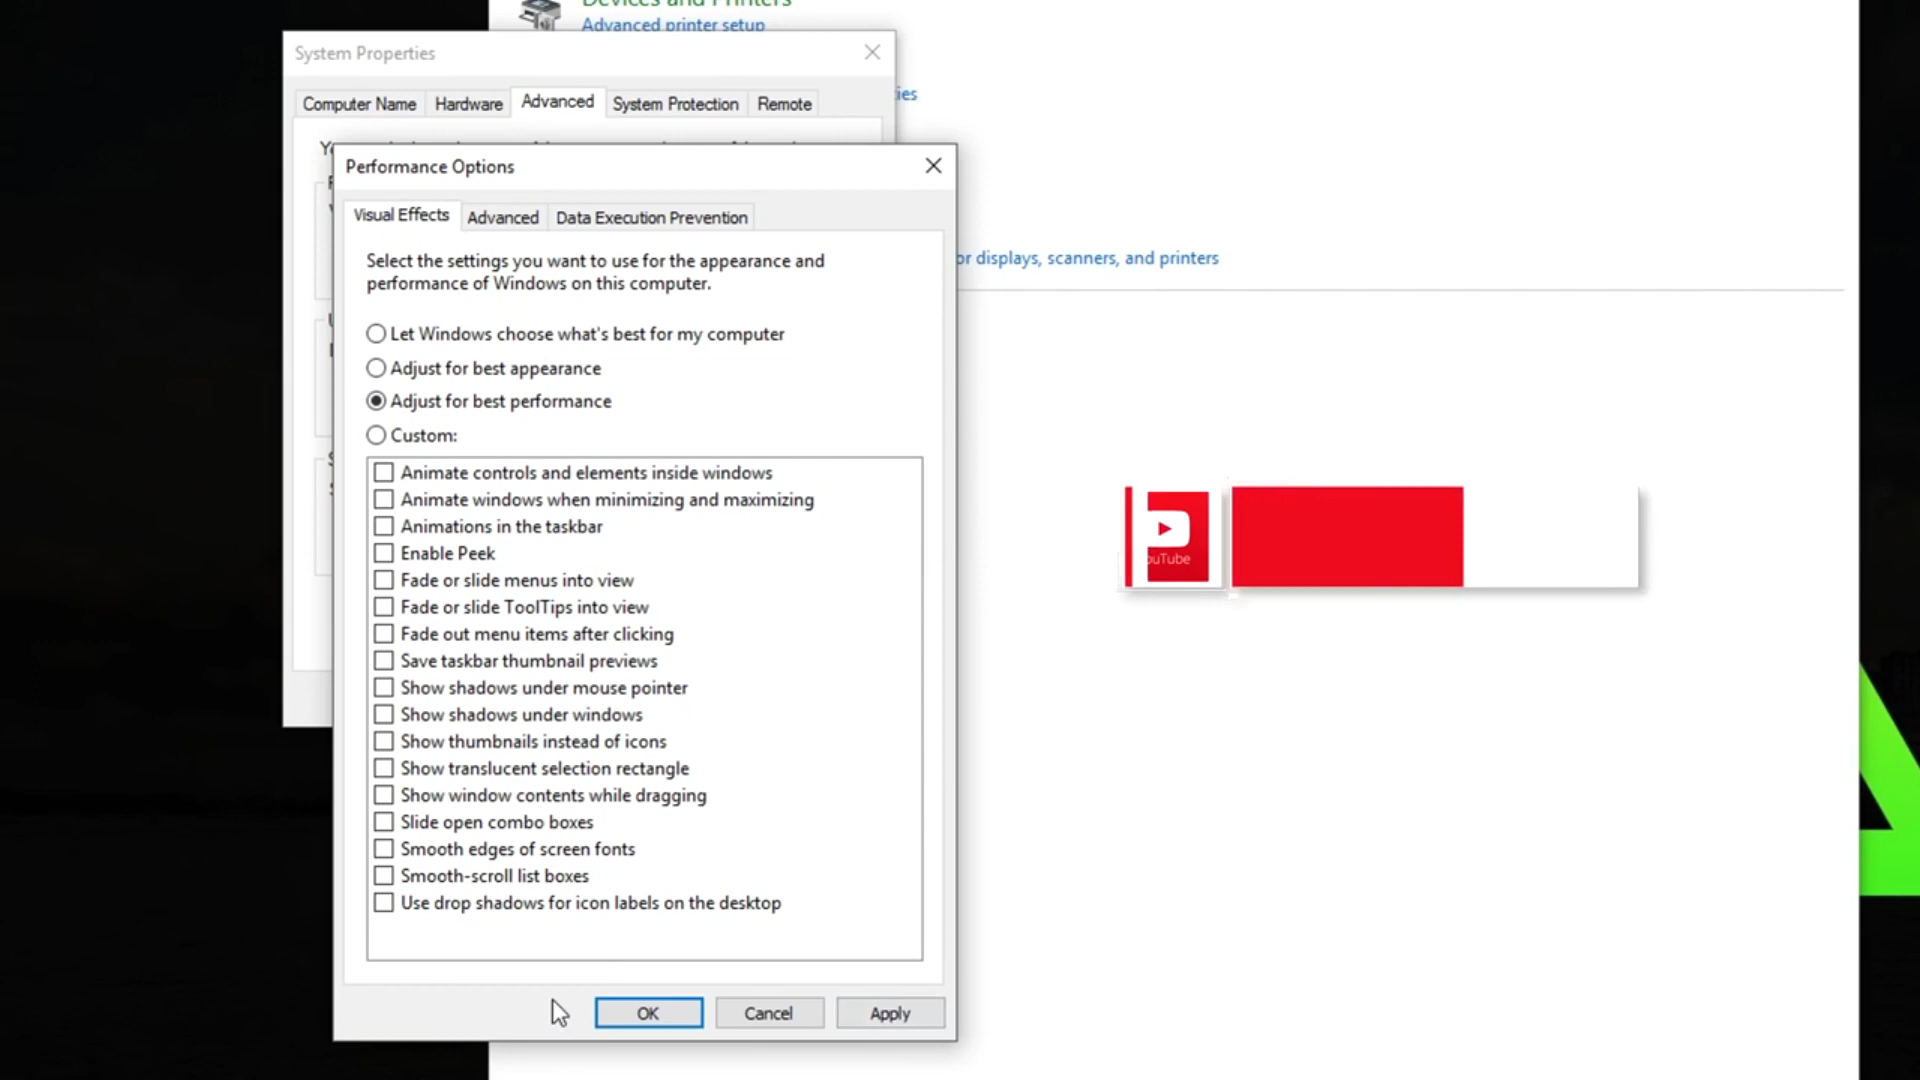 Devices and Printers
Advanced printer setup
System Properties
Computer Name
Hardware
Advanced
System Protection
Remote
ies
Performance Options
Visual Effects
Advanced
Data Execution Prevention
Select the settings you want to use for the appearance and
performance of Windows on this computer.
or displays, scanners, and printers
Let Windows choose what's best for my computer
Adjust for best appearance
Adjust for best performance
Custom:
Animate controls and elements inside windows
Animate windows when minimizing and maximizing
Animations in the taskbar
Enable Peek
Fade or slide menus into view
Fade or slide ToolTips into view
Fade out menu items after clicking
Save taskbar thumbnail previews
Show shadows under mouse pointer
Show shadows under windows
Show thumbnails instead of icons
Show translucent selection rectangle
Show window contents while dragging
Slide open combo boxes
Smooth edges of screen fonts
Smooth-scroll list boxes
Use drop shadows for icon labels on the desktop
ouTube
OK
Cancel
Apply